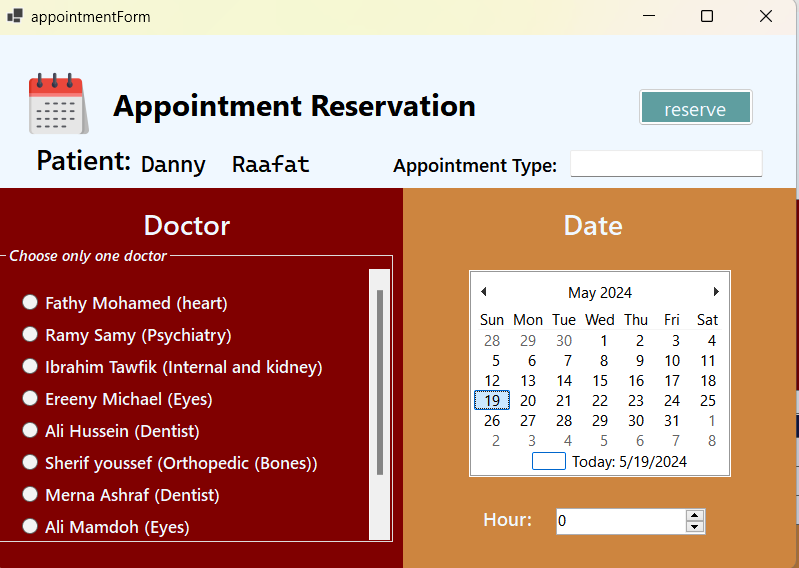 appointmentForm
Appointment Reservation
reserve
Patient: Danny Raafat
Appointment Type:
Doctor
Choose only one doctor
Fathy Mohamed (heart)
Ramy Samy (Psychiatry)
Ibrahim Tawfik (Internal and kidney)
Ereeny Michael (Eyes)
Ali Hussein (Dentist)
Sherif youssef (Orthopedic (Bones))
Merna Ashraf (Dentist)
Ali Mamdoh (Eyes)
Date
May 2024
Sun Mon Tue Wed Thu Fri Sat
28 29 30 1 2 3 4
5 6 7 8 9 10 11
12 13 14 15 16 17 18
19 20 21 22 23 24 25
26 27 28 29 30 31 1
2 3 4 5 6 7 8
Today: 5/19/2024
Hour: 0